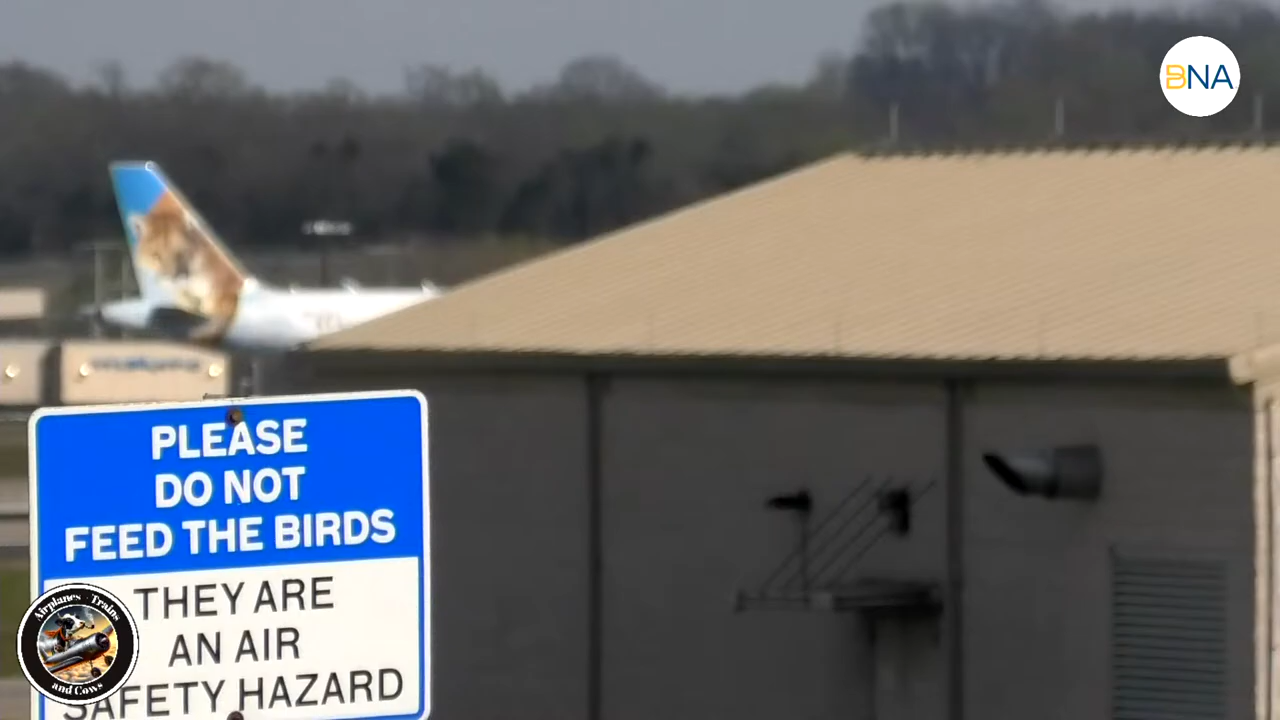 BNA
PLEASE
DO NOT
FEED THE BIRDS
THEY ARE
AN AIR
SAFETY HAZARD
Airplanes - Trains
and Cows